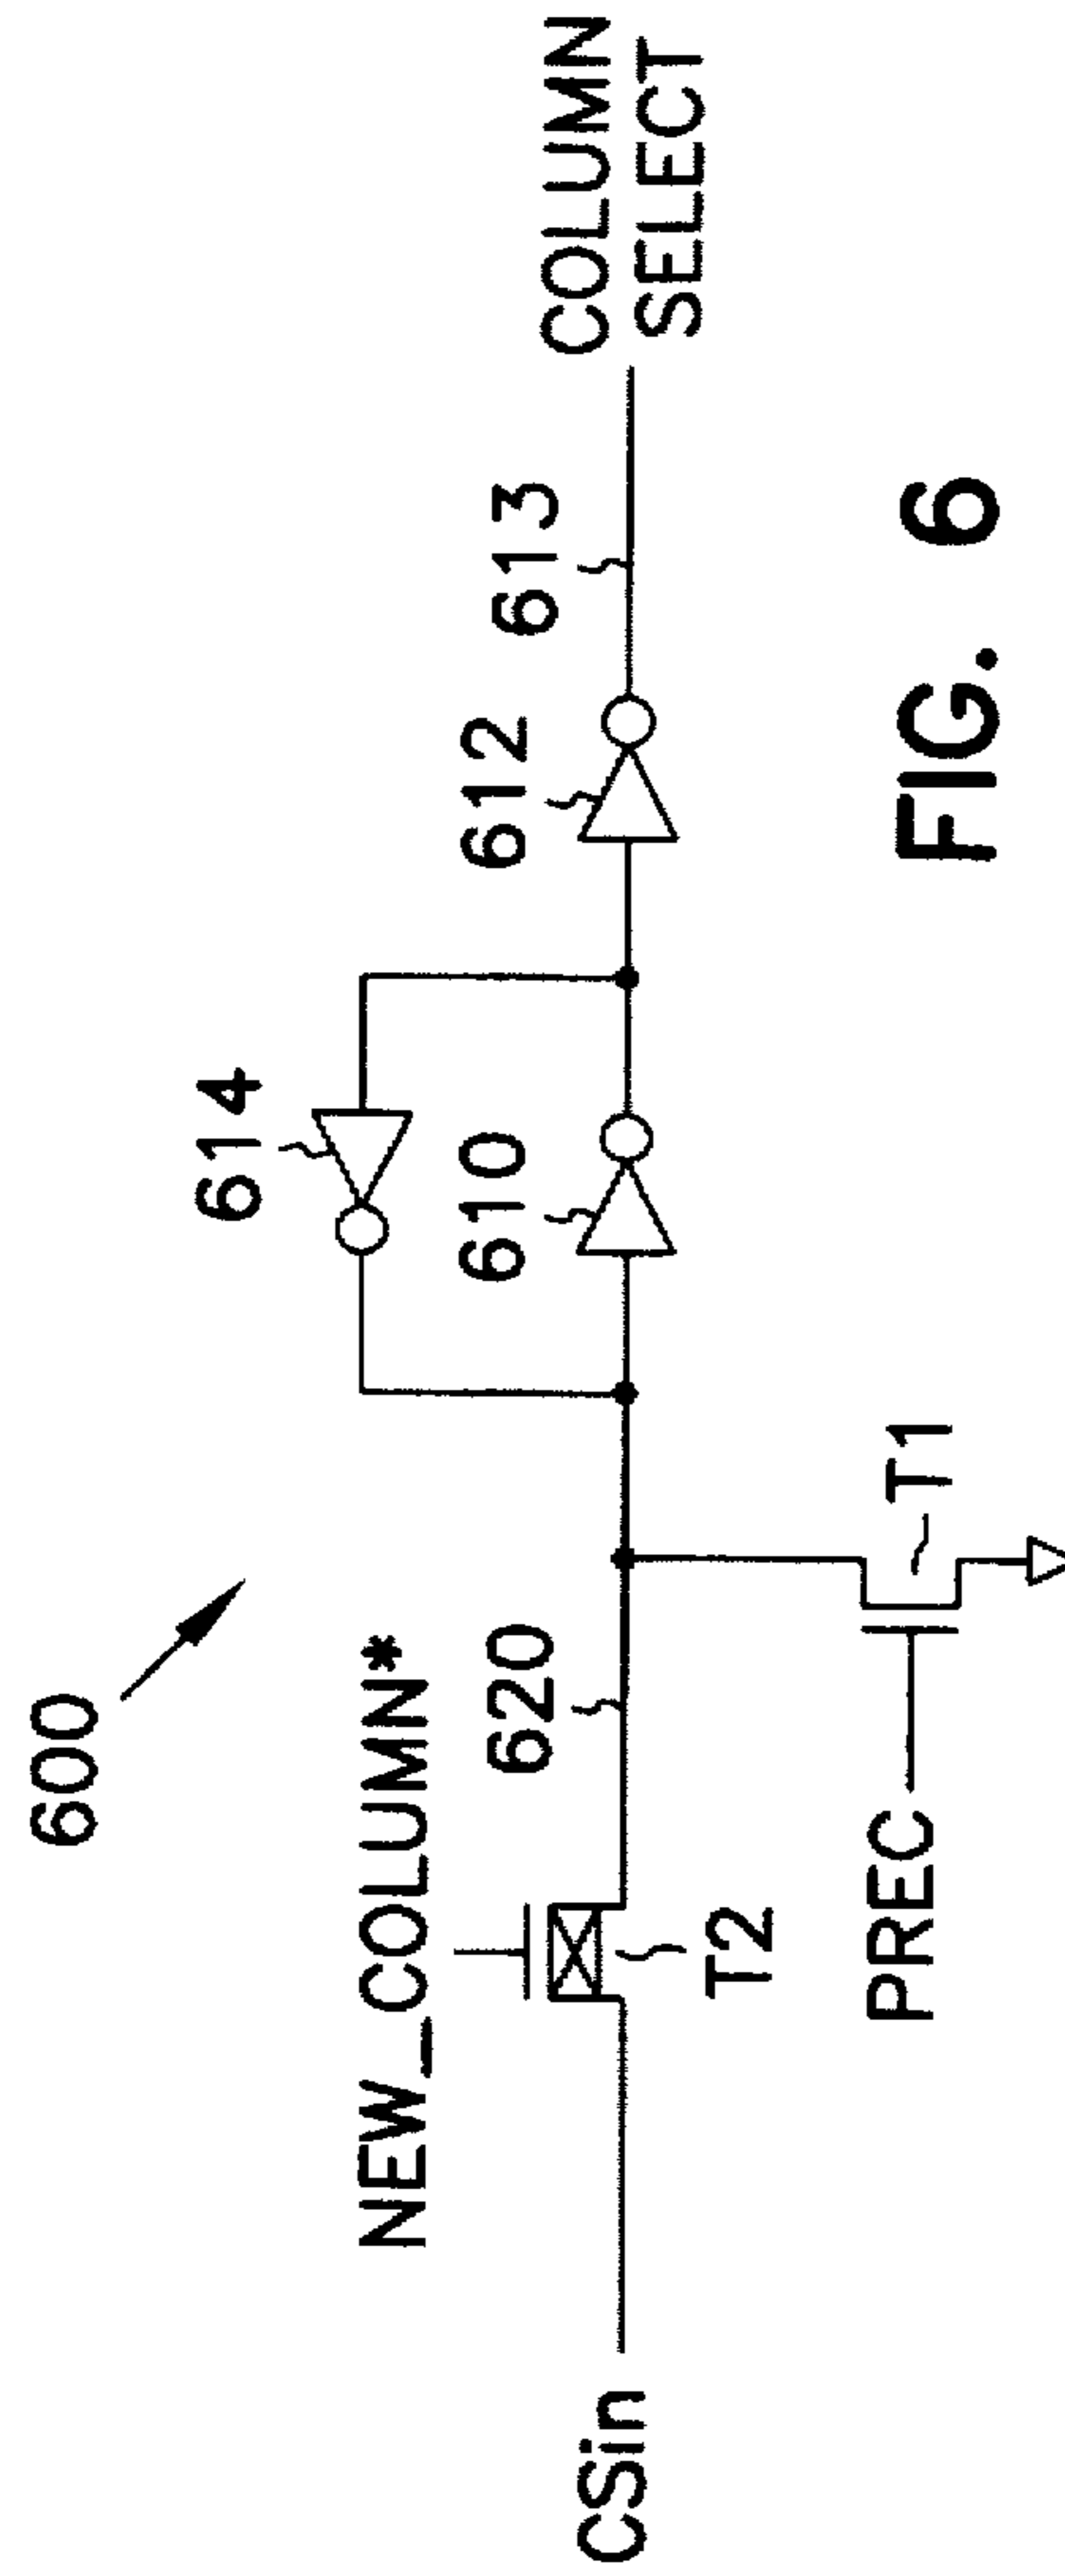 600
NEW_COLUMN*
614
620
610
612
613
COLUMN
SELECT
CSin
T2
PREC
T1
FIG. 6